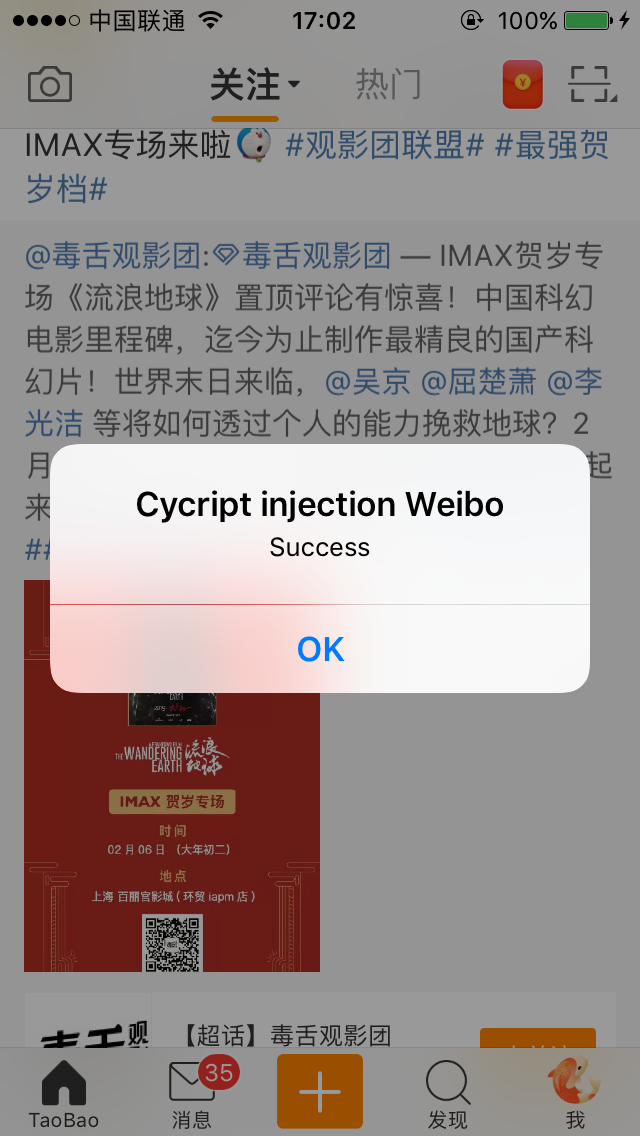 中国联通 17:02 100%
关注 热门
IMAX专场来啦 #观影团联盟# #最强贺
岁档#
@毒舌观影团:毒舌观影团 — IMAX贺岁专
场《流浪地球》置顶评论有惊喜！中国科幻
电影里程碑，迄今为止制作最精良的国产科
幻片！世界末日来临，@吴京 @屈楚萧 @李
光洁 等将如何透过个人的能力挽救地球？2
月 起
来
##
Cycript injection Weibo
Success
OK
THE WANDERING EARTH 流浪地球
IMAX 贺岁专场
时间
02 月 06 日 （大年初二）
地点
上海 百丽宫影城（环贸 iapm 店）
【超话】毒舌观影团
35
TaoBao 消息 发现 我